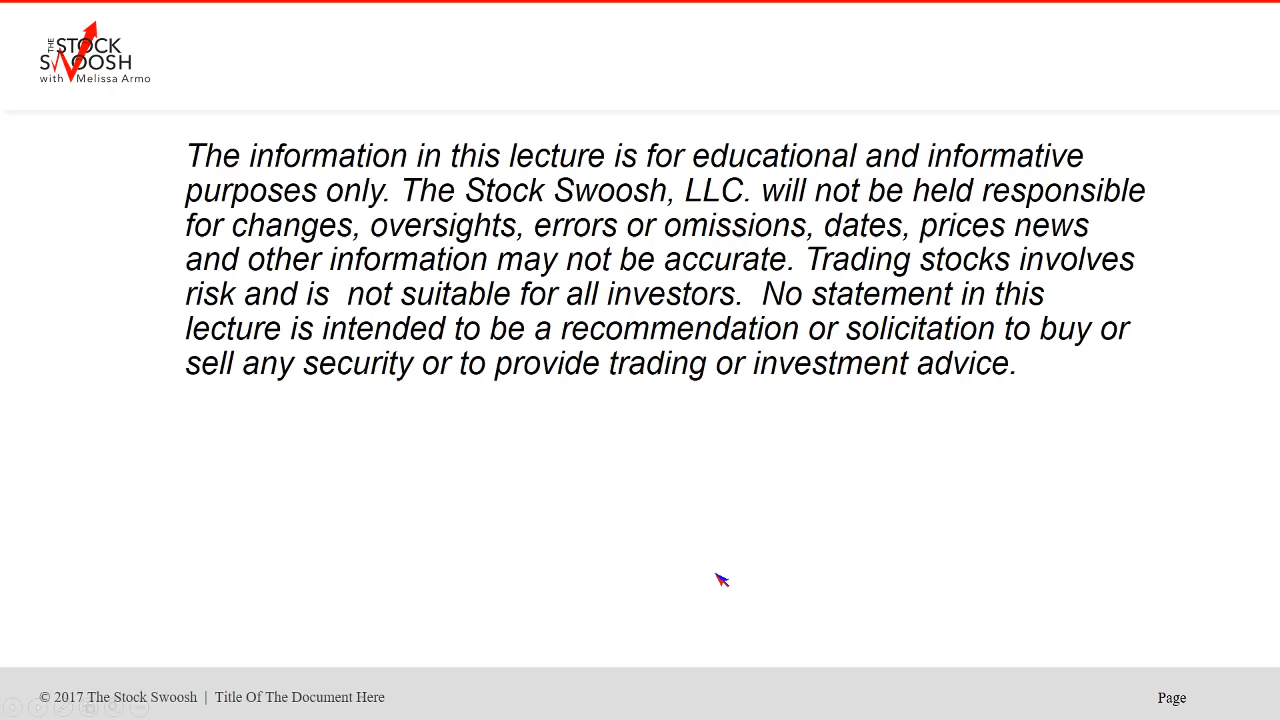 THE STOCK
SWOOSH
with Melissa Armo
The information in this lecture is for educational and informative
purposes only. The Stock Swoosh, LLC. will not be held responsible
for changes, oversights, errors or omissions, dates, prices news
and other information may not be accurate. Trading stocks involves
risk and is  not suitable for all investors.  No statement in this
lecture is intended to be a recommendation or solicitation to buy or
sell any security or to provide trading or investment advice.
© 2017 The Stock Swoosh | Title Of The Document Here
Page